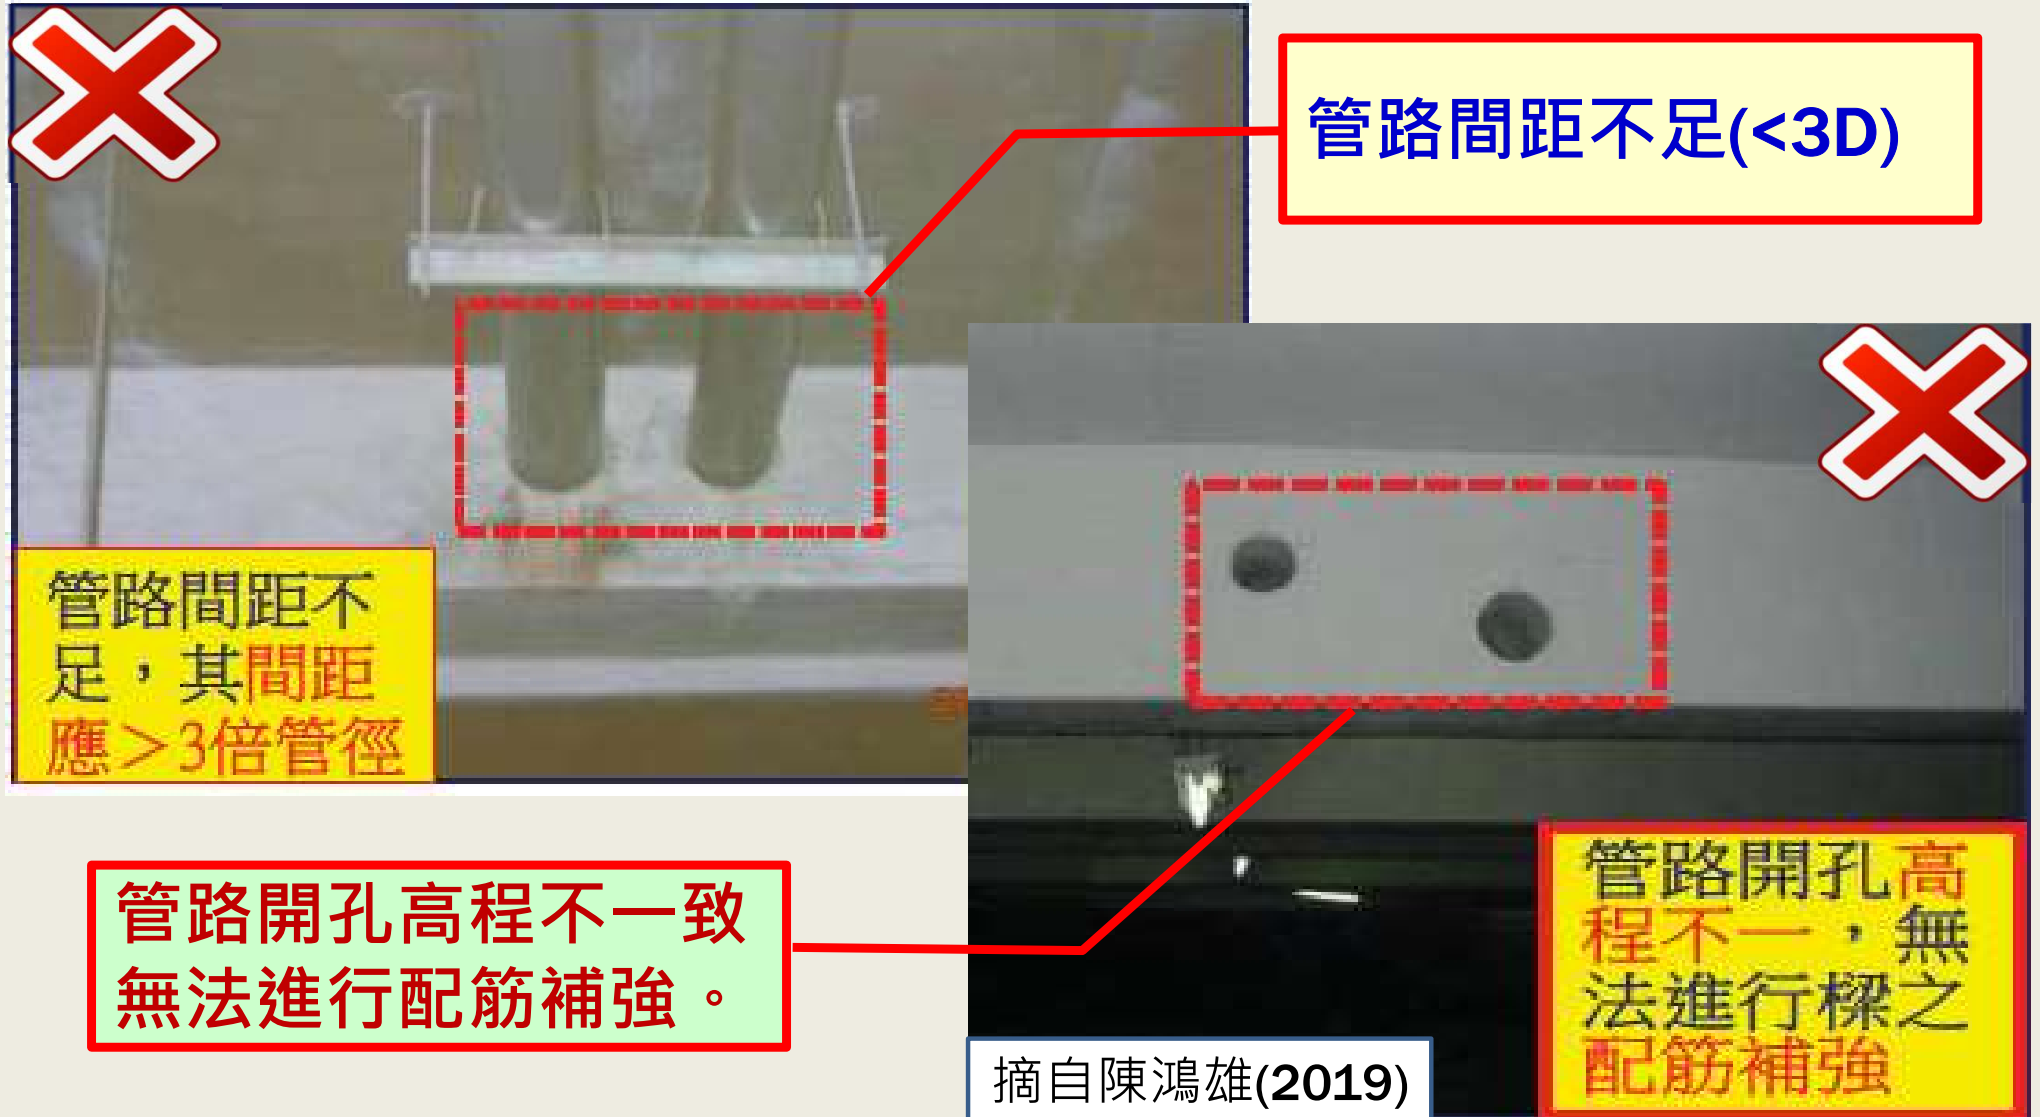 管路間距不足(<3D)
管路間距不
足，其間距
應＞3倍管徑
管路開孔高程不一致
無法進行配筋補強。
管路開孔高
程不一，無
法進行樑之
配筋補強
摘自陳鴻雄(2019)